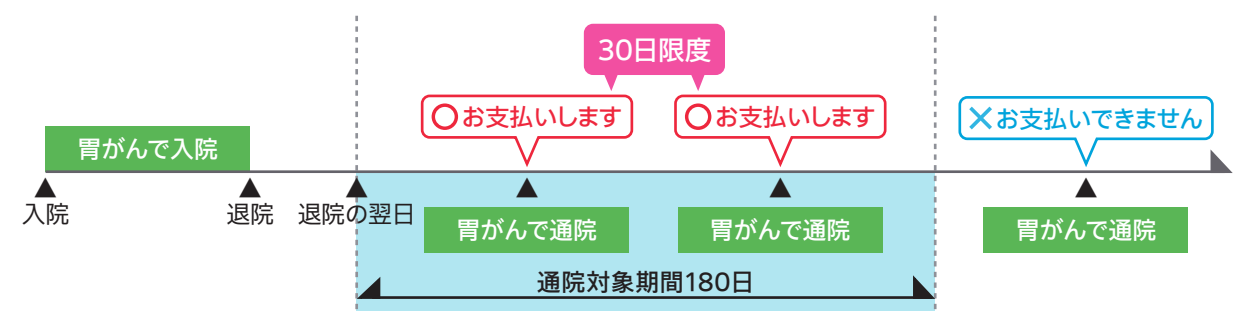 30日限度
○お支払いします
○お支払いします
×お支払いできません
胃がんで入院
入院
退院
退院の翌日
胃がんで通院
胃がんで通院
胃がんで通院
通院対象期間180日